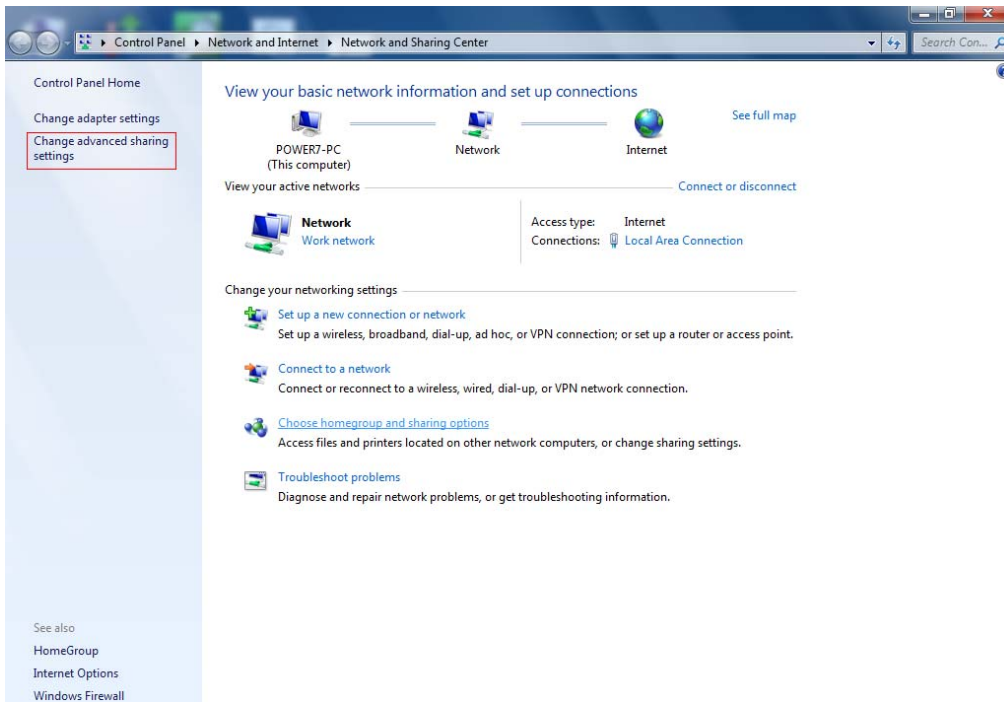 Control Panel ▸ Network and Internet ▸ Network and Sharing Center
Search Con...
Control Panel Home
Change adapter settings
Change advanced sharing
settings
See also
HomeGroup
Internet Options
Windows Firewall
View your basic network information and set up connections
See full map
POWER7-PC
(This computer)
Network
Internet
View your active networks
Connect or disconnect
Network
Work network
Access type: Internet
Connections: Local Area Connection
Change your networking settings
Set up a new connection or network
Set up a wireless, broadband, dial-up, ad hoc, or VPN connection; or set up a router or access point.
Connect to a network
Connect or reconnect to a wireless, wired, dial-up, or VPN network connection.
Choose homegroup and sharing options
Access files and printers located on other network computers, or change sharing settings.
Troubleshoot problems
Diagnose and repair network problems, or get troubleshooting information.